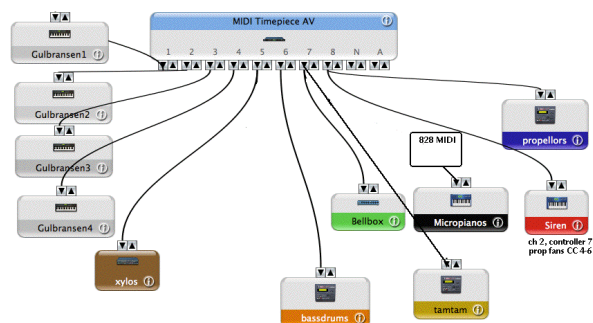 MIDI Timepiece AV
1 2 3 4 5 6 7 8 N A
Gulbransen1
Gulbransen2
Gulbransen3
Gulbransen4
xylos
bassdrums
Bellbox
828 MIDI
Micropianos
tamtam
propellors
Siren
ch 2, controller 7
prop fans CC 4-6